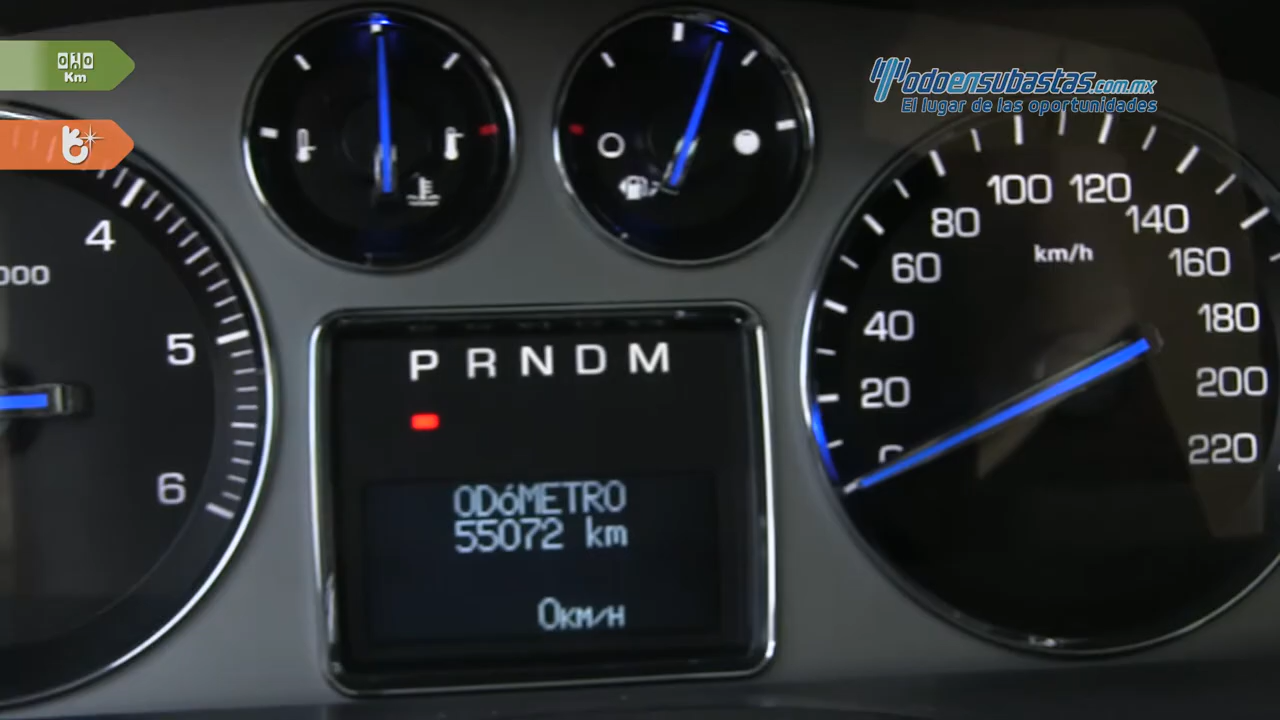 010
Km
Todoensubastas.com.mx
El lugar de las oportunidades
4
5
6
000
P R N D M
ODóMETRO
55072 km
0KM/H
0
20
40
60
80
100
120
140
160
180
200
220
km/h